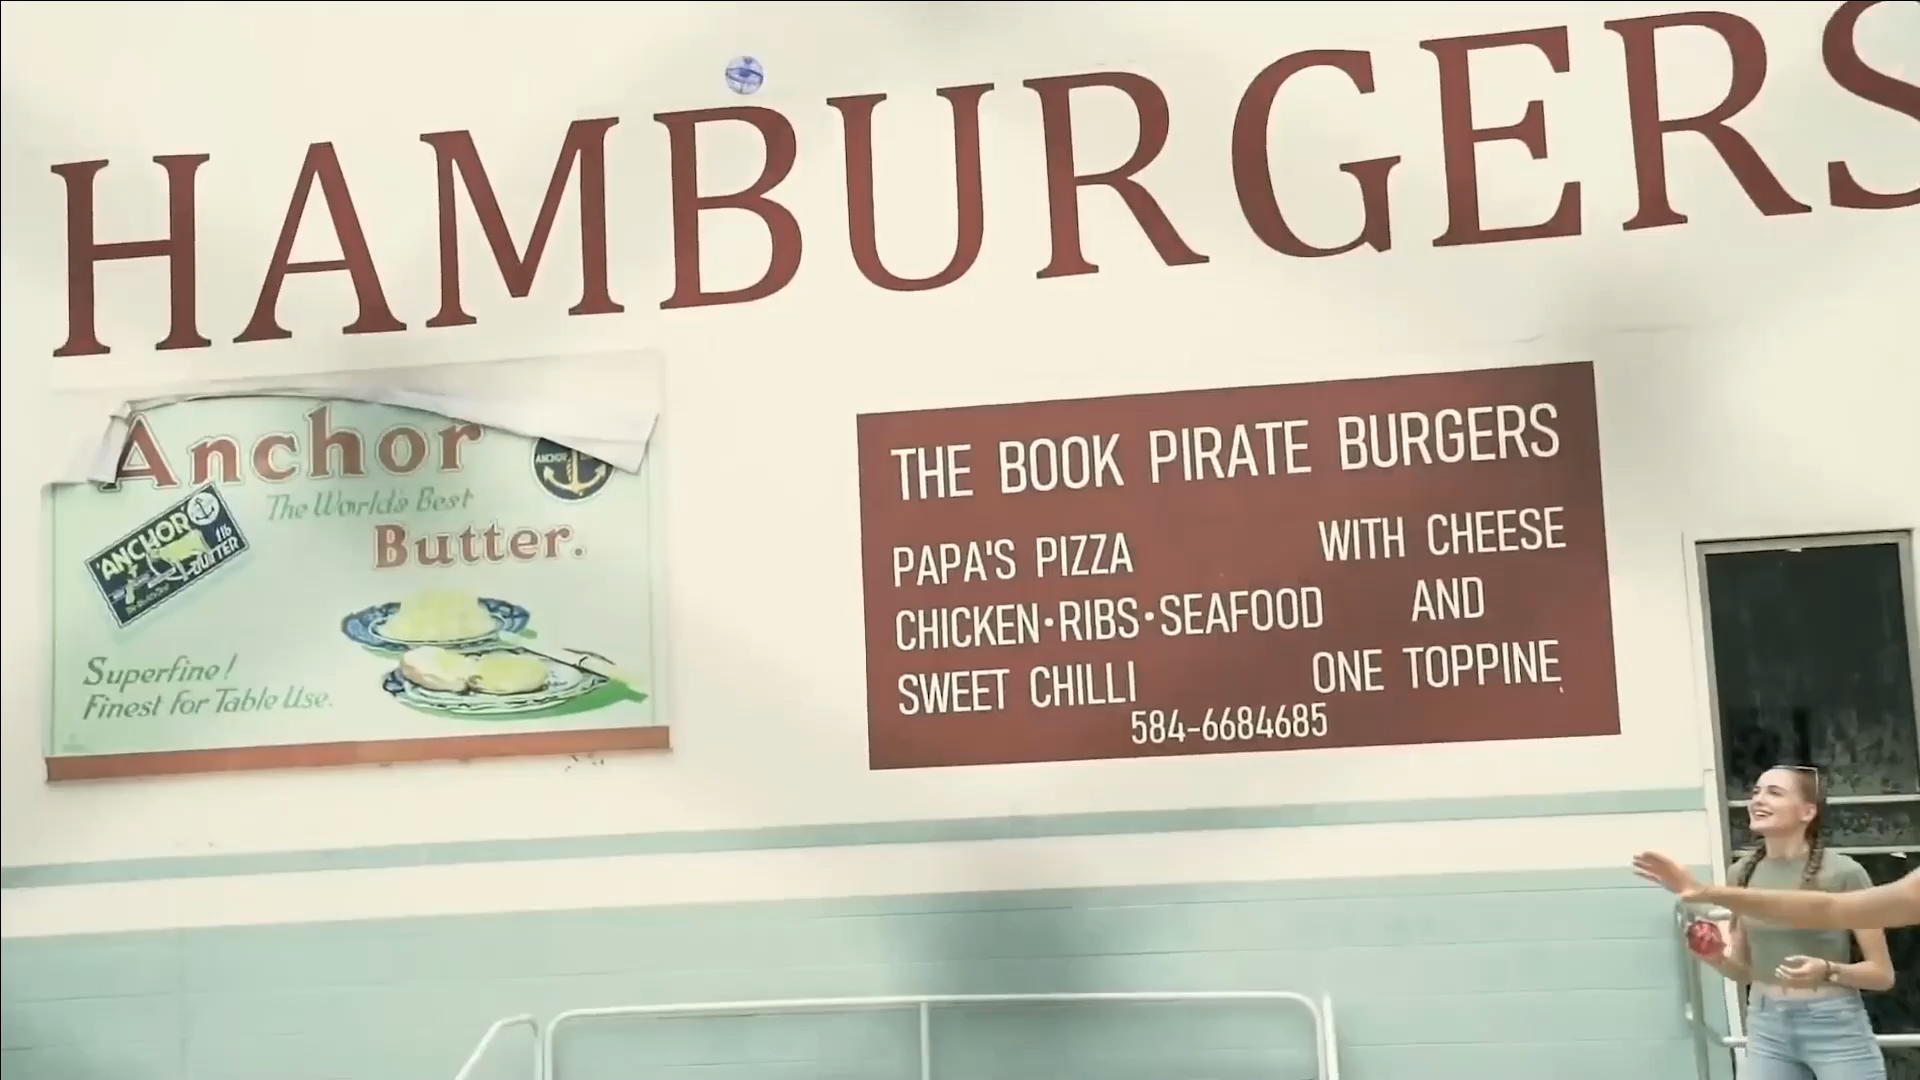 HAMBURGERS
Anchor
The World's Best
Butter.
ANCHOR
ANCHOR
1lb
BUTTER
Superfine!
Finest for Table Use.
THE BOOK PIRATE BURGERS
PAPA'S PIZZA WITH CHEESE
CHICKEN·RIBS·SEAFOOD AND
SWEET CHILLI ONE TOPPINE
584-6684685